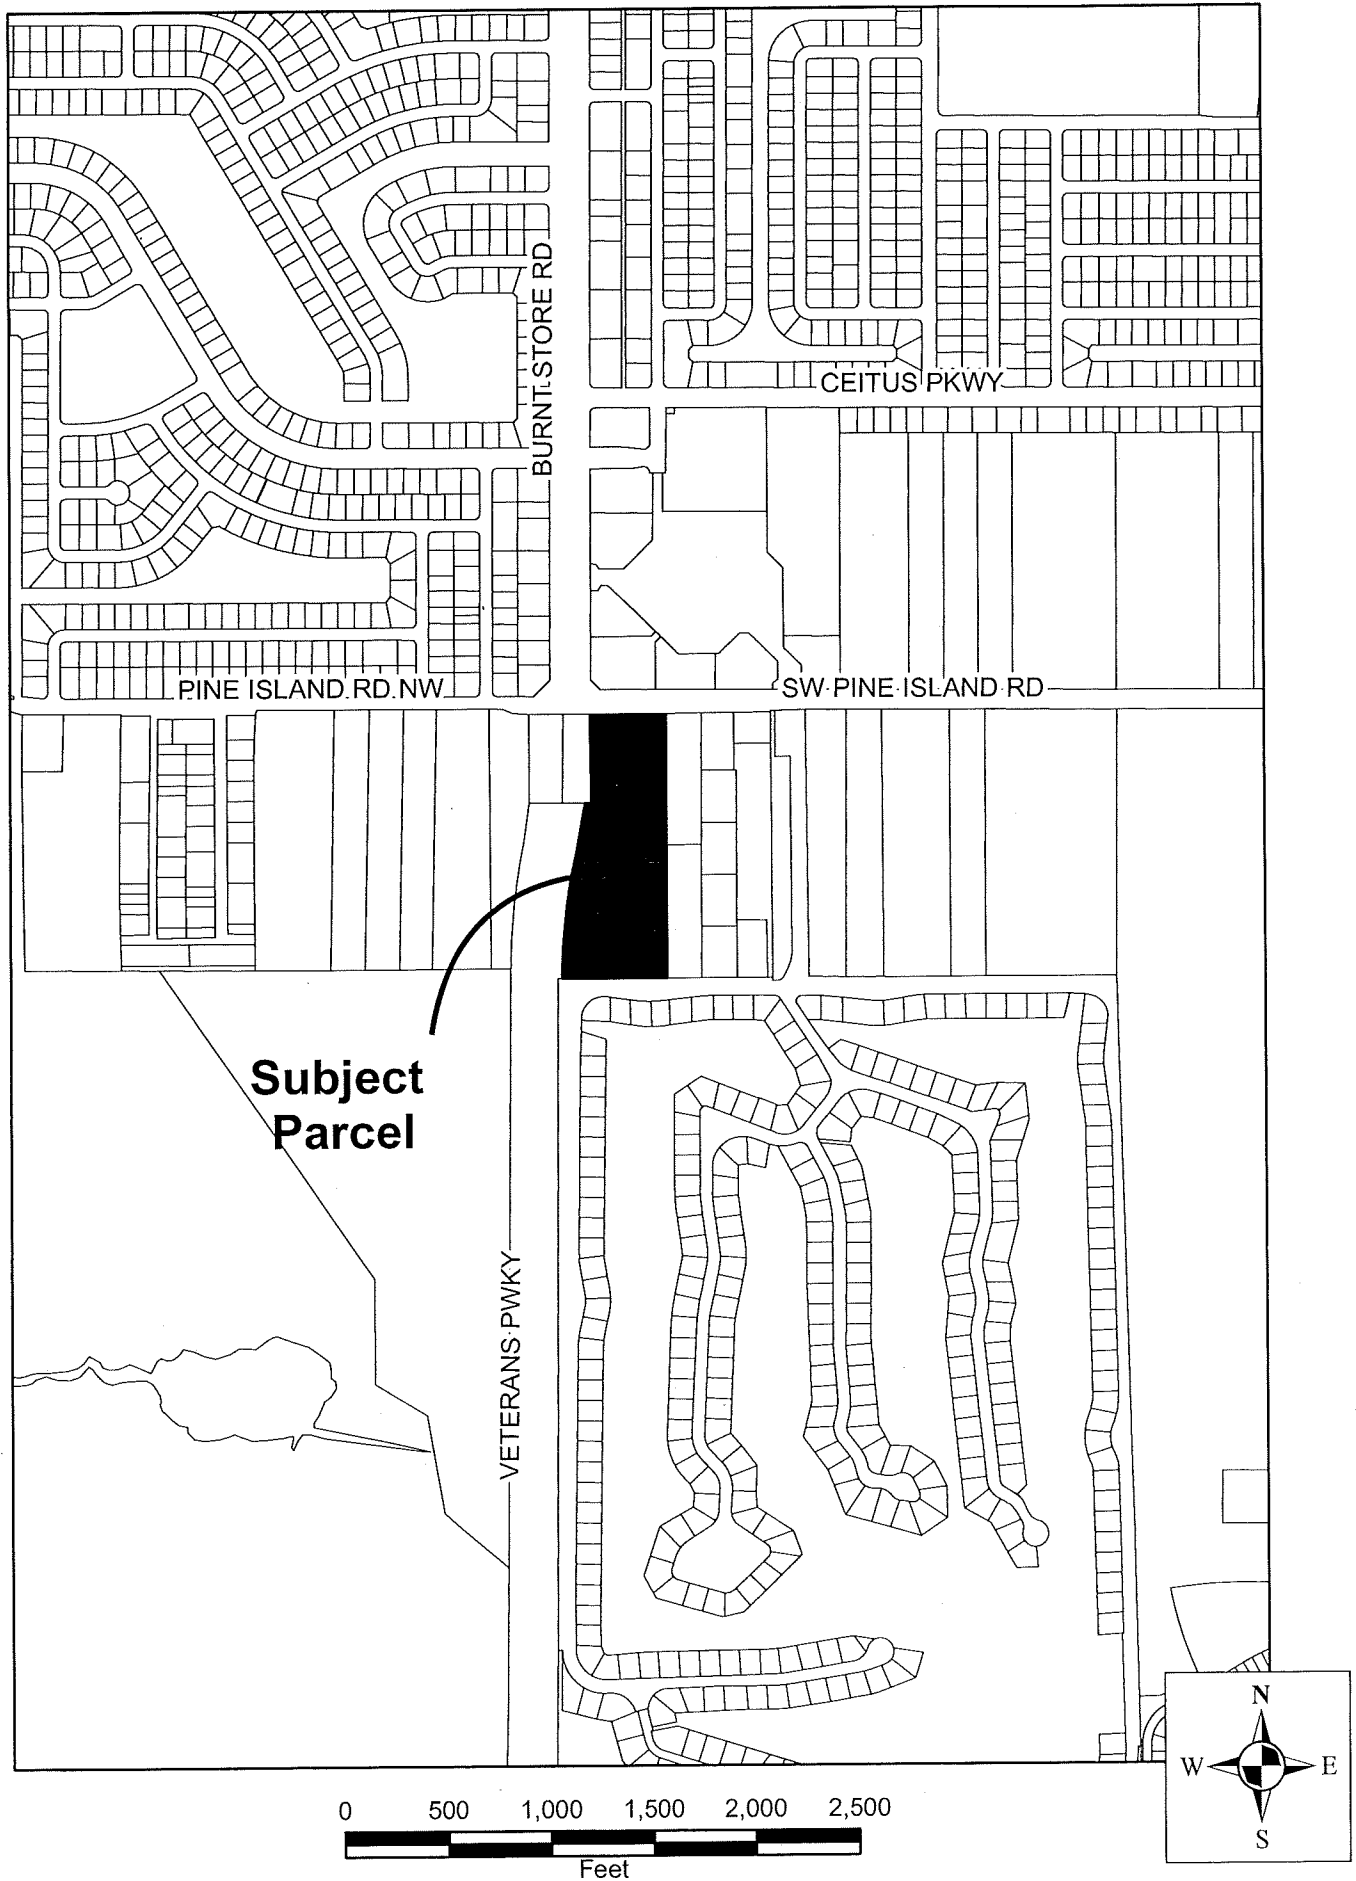 BURNT STORE RD
CEITUS PKWY
PINE ISLAND RD NW
SW PINE ISLAND RD
Subject
Parcel
VETERANS PWKY
N
W E
S
0 500 1,000 1,500 2,000 2,500
Feet